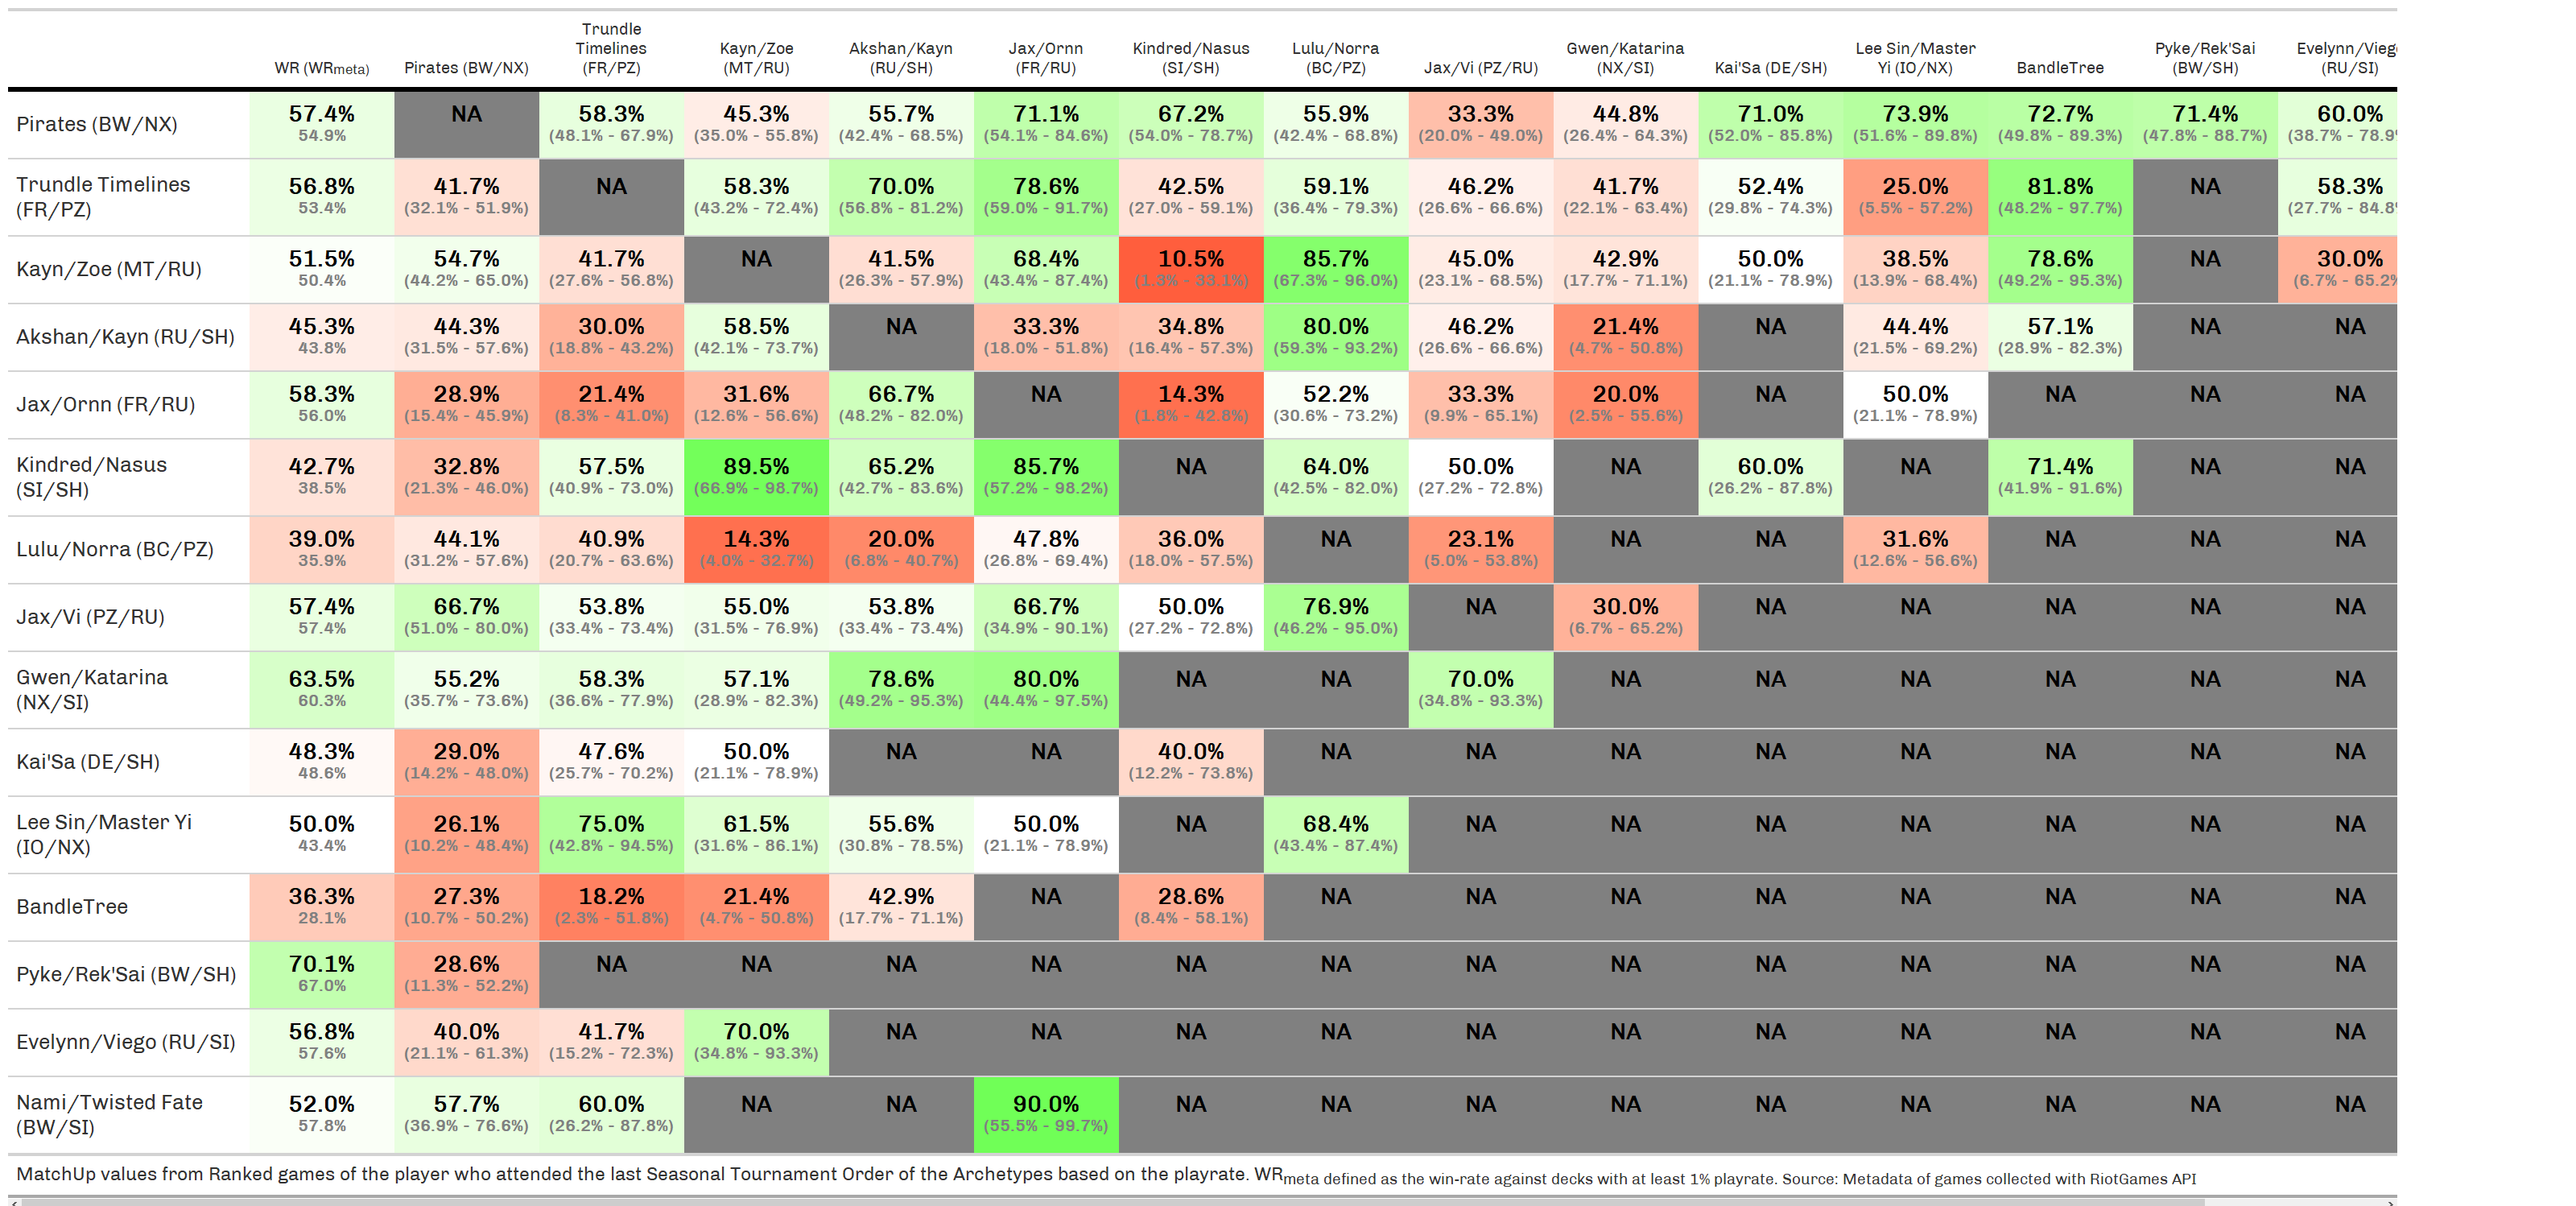 WR (WRmeta) Pirates (BW/NX) Trundle Timelines (FR/PZ) Kayn/Zoe (MT/RU) Akshan/Kayn (RU/SH) Jax/Ornn (FR/RU) Kindred/Nasus (SI/SH) Lulu/Norra (BC/PZ) Jax/Vi (PZ/RU) Gwen/Katarina (NX/SI) Kai'Sa (DE/SH) Lee Sin/Master Yi (IO/NX) BandleTree Pyke/Rek'Sai (BW/SH) Evelynn/Vieg (RU/SI)
Pirates (BW/NX) 57.4% NA 58.3% 45.3% 55.7% 71.1% 67.2% 55.9% 33.3% 44.8% 71.0% 73.9% 72.7% 71.4% 60.0%
54.9% (48.1% - 67.9%) (35.0% - 55.8%) (42.4% - 68.5%) (54.1% - 84.6%) (54.0% - 78.7%) (42.4% - 68.8%) (20.0% - 49.0%) (26.4% - 64.3%) (52.0% - 85.8%) (51.6% - 89.8%) (49.8% - 89.3%) (47.8% - 88.7%) (38.7% - 78.9%
Trundle Timelines (FR/PZ) 56.8% 41.7% NA 58.3% 70.0% 78.6% 42.5% 59.1% 46.2% 41.7% 52.4% 25.0% 81.8% NA 58.3%
53.4% (32.1% - 51.9%) (43.2% - 72.4%) (56.8% - 81.2%) (59.0% - 91.7%) (27.0% - 59.1%) (36.4% - 79.3%) (26.6% - 66.6%) (22.1% - 63.4%) (29.8% - 74.3%) (5.5% - 57.2%) (48.2% - 97.7%) (27.7% - 84.8%
Kayn/Zoe (MT/RU) 51.5% 54.7% 41.7% NA 41.5% 68.4% 10.5% 85.7% 45.0% 42.9% 50.0% 38.5% 78.6% NA 30.0%
50.4% (44.2% - 65.0%) (27.6% - 56.8%) (26.3% - 57.9%) (43.4% - 87.4%) (1.3% - 33.1%) (67.3% - 96.0%) (23.1% - 68.5%) (17.7% - 71.1%) (21.1% - 78.9%) (13.9% - 68.4%) (49.2% - 95.3%) (6.7% - 65.2%
Akshan/Kayn (RU/SH) 45.3% 44.3% 30.0% 58.5% NA 33.3% 34.8% 80.0% 46.2% 21.4% NA 44.4% 57.1% NA NA
43.8% (31.5% - 57.6%) (18.8% - 43.2%) (42.1% - 73.7%) (18.0% - 51.8%) (16.4% - 57.3%) (59.3% - 93.2%) (26.6% - 66.6%) (4.7% - 50.8%) (21.5% - 69.2%) (28.9% - 82.3%)
Jax/Ornn (FR/RU) 58.3% 28.9% 21.4% 31.6% 66.7% NA 14.3% 52.2% 33.3% 20.0% NA 50.0% NA NA NA
56.0% (15.4% - 45.9%) (8.3% - 41.0%) (12.6% - 56.6%) (48.2% - 82.0%) (1.8% - 42.8%) (30.6% - 73.2%) (9.9% - 65.1%) (2.5% - 55.6%) (21.1% - 78.9%)
Kindred/Nasus (SI/SH) 42.7% 32.8% 57.5% 89.5% 65.2% 85.7% NA 64.0% 50.0% NA 60.0% NA 71.4% NA NA
38.5% (21.3% - 46.0%) (40.9% - 73.0%) (66.9% - 98.7%) (42.7% - 83.6%) (57.2% - 98.2%) (42.5% - 82.0%) (27.2% - 72.8%) (26.2% - 87.8%) (41.9% - 91.6%)
Lulu/Norra (BC/PZ) 39.0% 44.1% 40.9% 14.3% 20.0% 47.8% 36.0% NA 23.1% NA NA 31.6% NA NA NA
35.9% (31.2% - 57.6%) (20.7% - 63.6%) (4.0% - 32.7%) (6.8% - 40.7%) (26.8% - 69.4%) (18.0% - 57.5%) (5.0% - 53.8%) (12.6% - 56.6%)
Jax/Vi (PZ/RU) 57.4% 66.7% 53.8% 55.0% 53.8% 66.7% 50.0% 76.9% NA 30.0% NA NA NA NA NA
57.4% (51.0% - 80.0%) (33.4% - 73.4%) (31.5% - 76.9%) (33.4% - 73.4%) (34.9% - 90.1%) (27.2% - 72.8%) (46.2% - 95.0%) (6.7% - 65.2%)
Gwen/Katarina (NX/SI) 63.5% 55.2% 58.3% 57.1% 78.6% 80.0% NA NA 70.0% NA NA NA NA NA NA
60.3% (35.7% - 73.6%) (36.6% - 77.9%) (28.9% - 82.3%) (49.2% - 95.3%) (44.4% - 97.5%) (34.8% - 93.3%)
Kai'Sa (DE/SH) 48.3% 29.0% 47.6% 50.0% NA NA 40.0% NA NA NA NA NA NA NA NA
48.6% (14.2% - 48.0%) (25.7% - 70.2%) (21.1% - 78.9%) (12.2% - 73.8%)
Lee Sin/Master Yi (IO/NX) 50.0% 26.1% 75.0% 61.5% 55.6% 50.0% NA 68.4% NA NA NA NA NA NA NA
43.4% (10.2% - 48.4%) (42.8% - 94.5%) (31.6% - 86.1%) (30.8% - 78.5%) (21.1% - 78.9%) (43.4% - 87.4%)
BandleTree 36.3% 27.3% 18.2% 21.4% 42.9% NA 28.6% NA NA NA NA NA NA NA NA
28.1% (10.7% - 50.2%) (2.3% - 51.8%) (4.7% - 50.8%) (17.7% - 71.1%) (8.4% - 58.1%)
Pyke/Rek'Sai (BW/SH) 70.1% 28.6% NA NA NA NA NA NA NA NA NA NA NA NA NA
67.0% (11.3% - 52.2%)
Evelynn/Viego (RU/SI) 56.8% 40.0% 41.7% 70.0% NA NA NA NA NA NA NA NA NA NA NA
57.6% (21.1% - 61.3%) (15.2% - 72.3%) (34.8% - 93.3%)
Nami/Twisted Fate (BW/SI) 52.0% 57.7% 60.0% NA NA 90.0% NA NA NA NA NA NA NA NA NA
57.8% (36.9% - 76.6%) (26.2% - 87.8%) (55.5% - 99.7%)
MatchUp values from Ranked games of the player who attended the last Seasonal Tournament Order of the Archetypes based on the playrate. WRmeta defined as the win-rate against decks with at least 1% playrate. Source: Metadata of games collected with RiotGames API